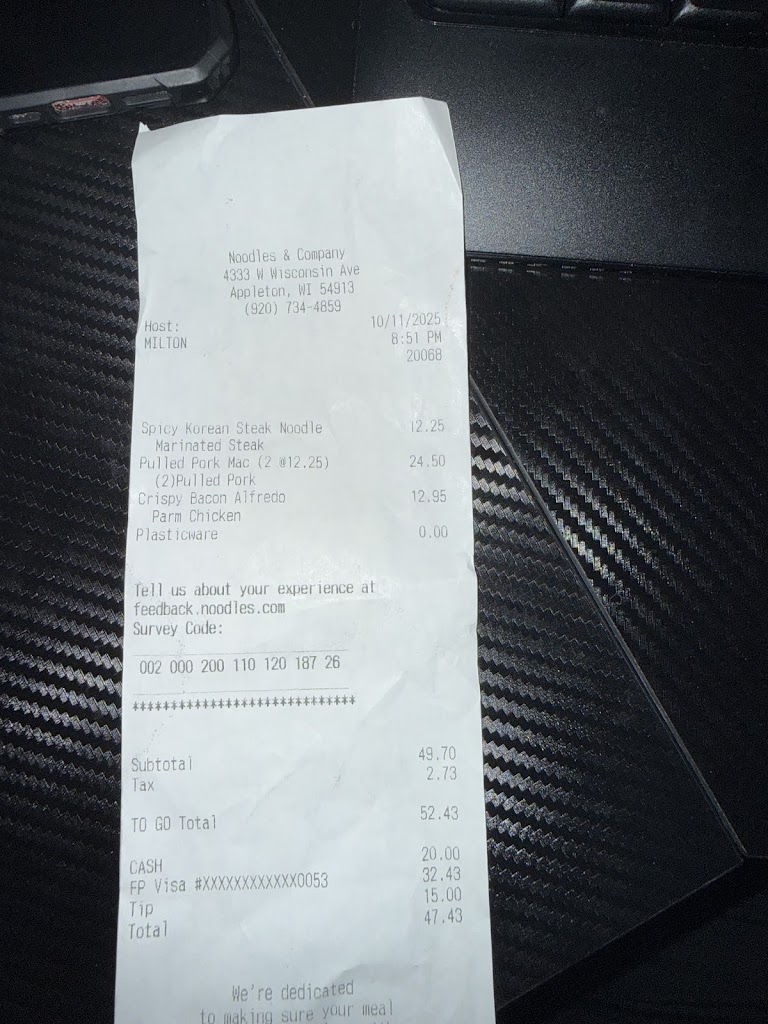 Noodles & Company
4333 W Wisconsin Ave
Appleton, WI 54913
(920) 734-4859
Host: 10/11/2025
MILTON 8:51 PM
20068
Spicy Korean Steak Noodle 12.25
Marinated Steak
Pulled Pork Mac (2 @12.25) 24.50
(2)Pulled Pork
Crispy Bacon Alfredo 12.95
Parm Chicken
Plasticware 0.00
Tell us about your experience at
feedback.noodles.com
Survey Code:
002 000 200 110 120 187 26
****************************
Subtotal 49.70
Tax 2.73
TO GO Total 52.43
CASH 20.00
FP Visa #XXXXXXXXXXXX0053 32.43
Tip 15.00
Total 47.43
We're dedicated
to making sure your meal